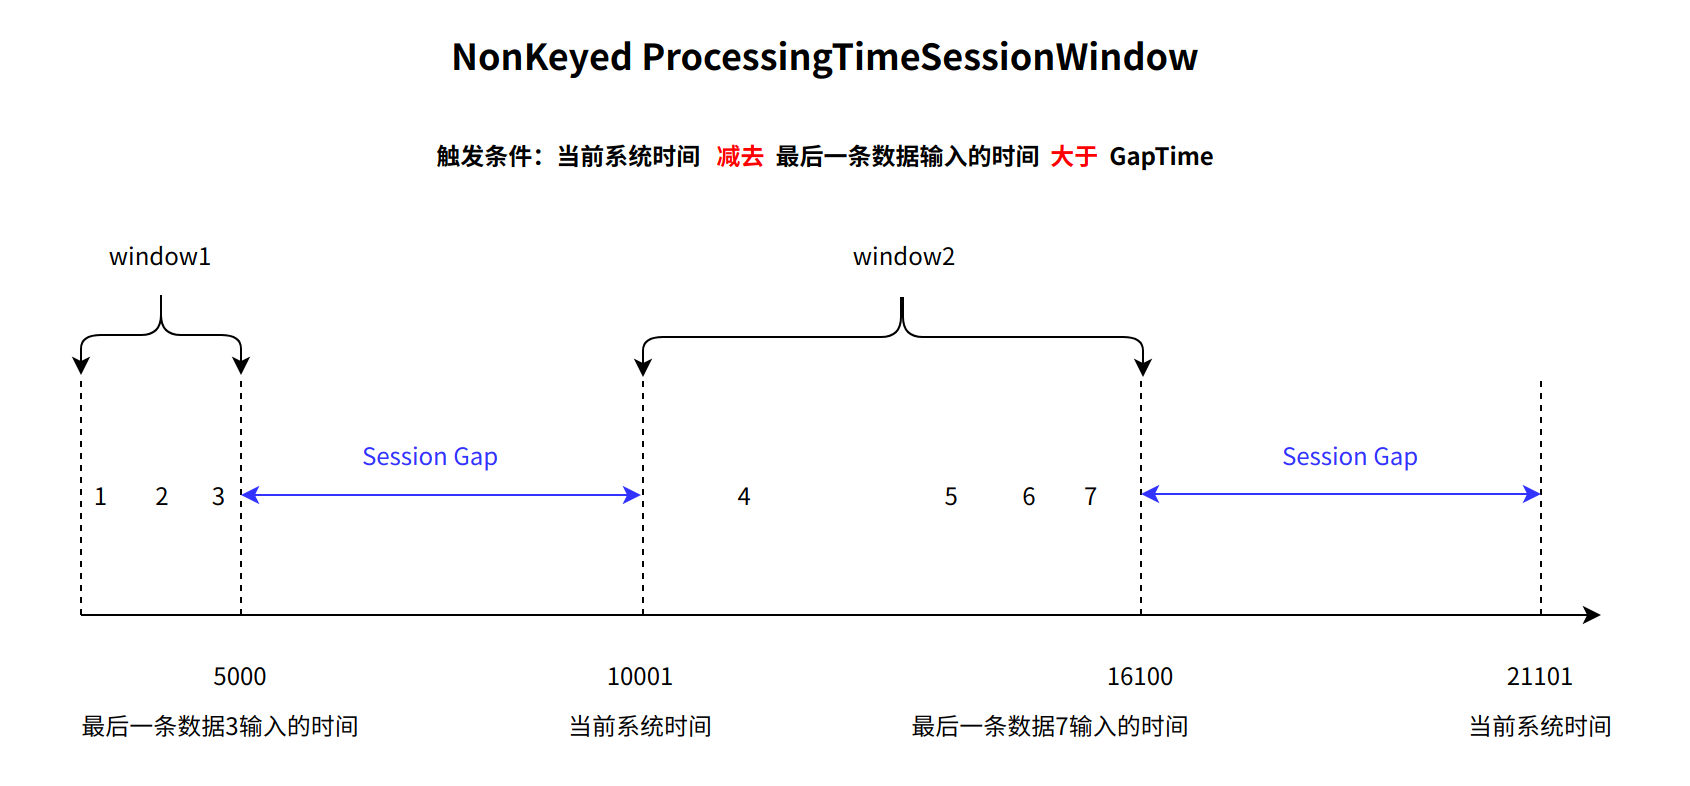 NonKeyed ProcessingTimeSessionWindow
触发条件：当前系统时间 减去 最后一条数据输入的时间 大于 GapTime
window1 window2
Session Gap Session Gap
1 2 3 4 5 6 7
5000 10001 16100 21101
最后一条数据3输入的时间 当前系统时间 最后一条数据7输入的时间 当前系统时间